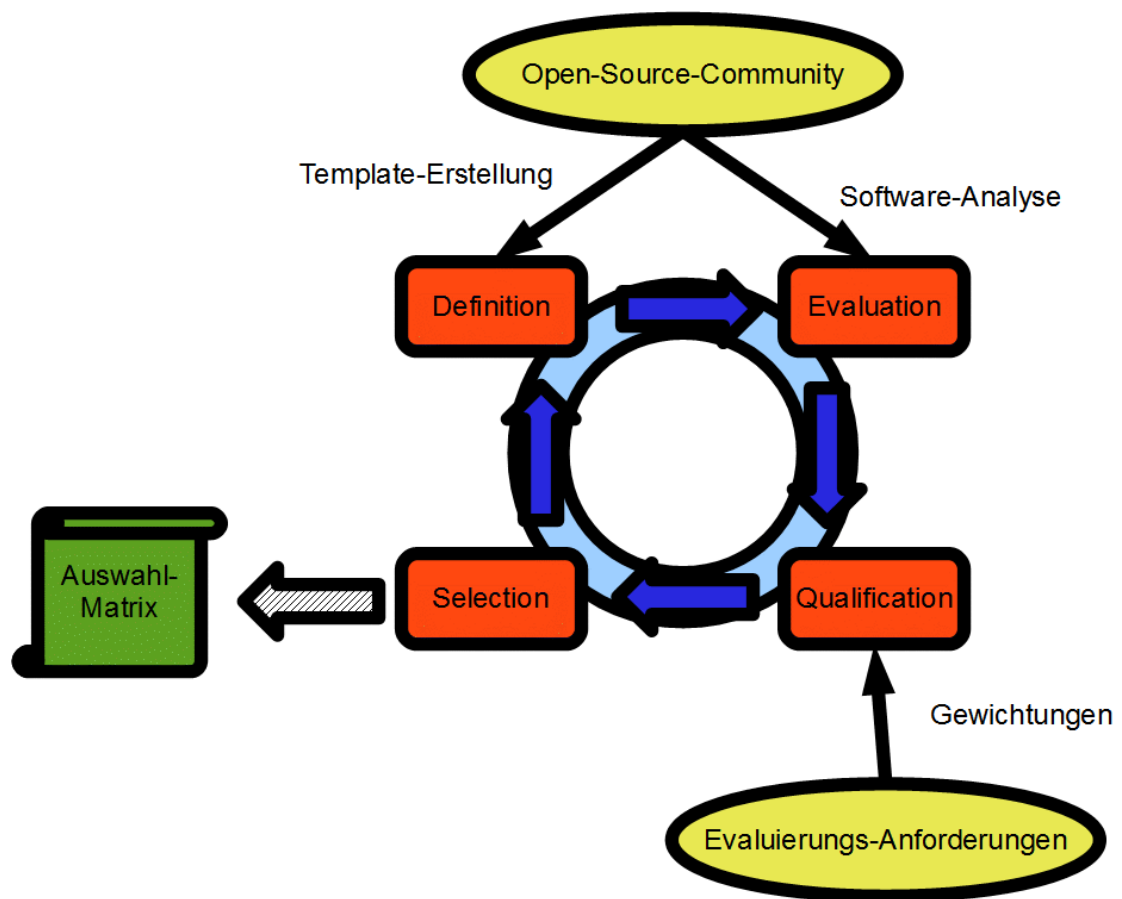 Open-Source-Community
Template-Erstellung
Software-Analyse
Definition
Evaluation
Auswahl-
Matrix
Selection
Qualification
Gewichtungen
Evaluierungs-Anforderungen